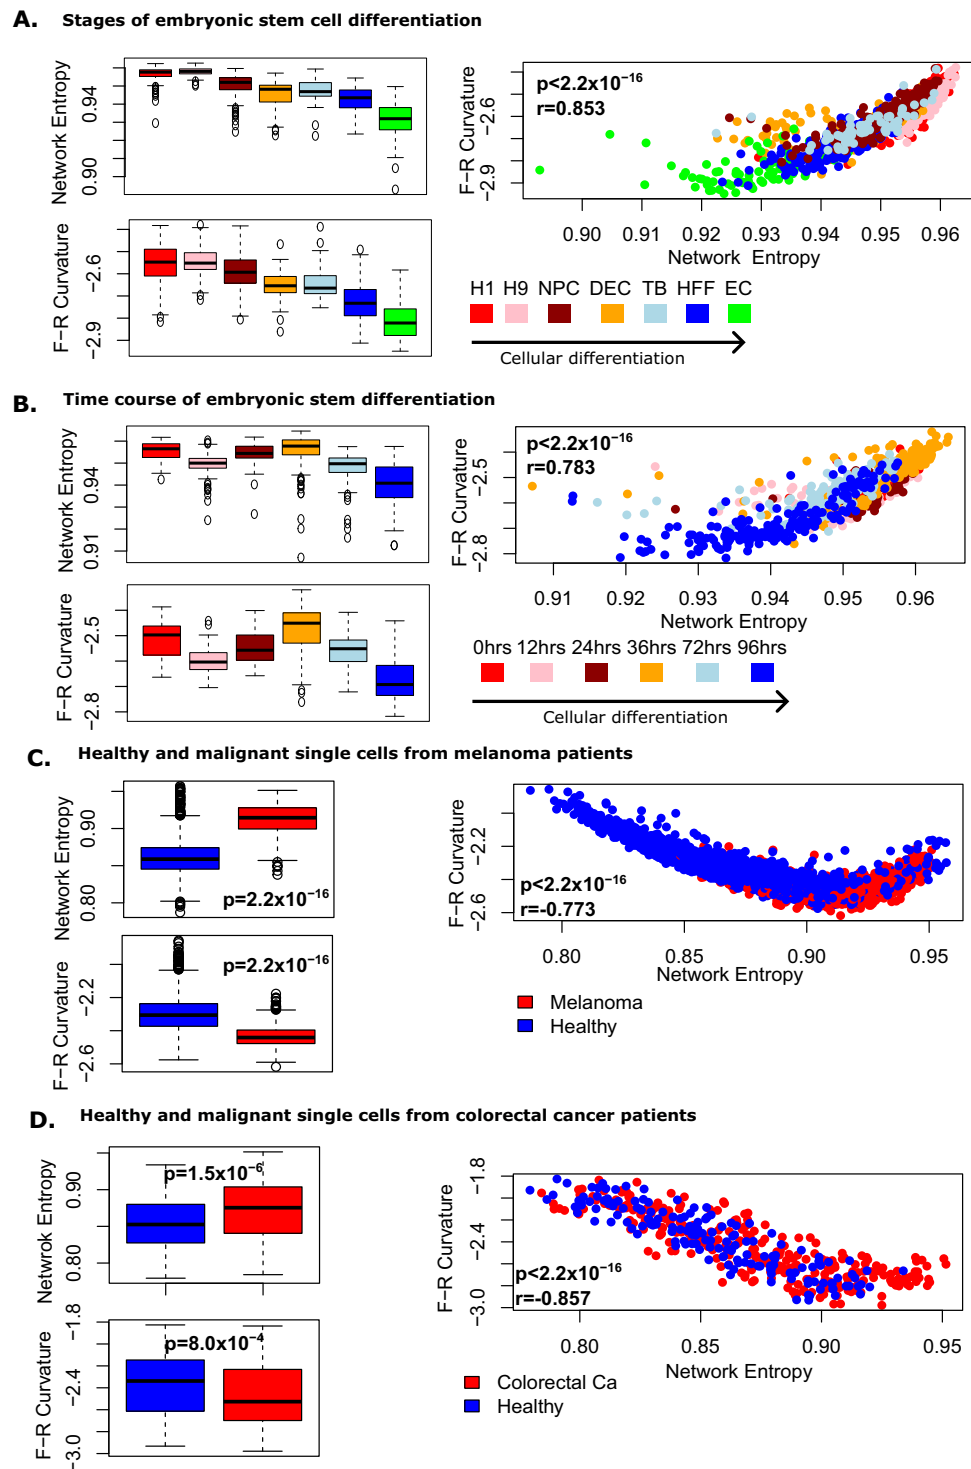 A. Stages of embryonic stem cell differentiation
Network Entropy
0.94
0.90
F−R Curvature
−2.6
−2.9
p<2.2x10−16
r=0.853
F−R Curvature
−2.6
−2.9
0.90 0.91 0.92 0.93 0.94 0.95 0.96
Network Entropy
H1 H9 NPC DEC TB HFF EC
Cellular differentiation
B. Time course of embryonic stem differentiation
Network Entropy
0.94
0.91
F−R Curvature
−2.5
−2.8
p<2.2x10−16
r=0.783
F−R Curvature
−2.5
−2.8
0.91 0.92 0.93 0.94 0.95 0.96
Network Entropy
0hrs 12hrs 24hrs 36hrs 72hrs 96hrs
Cellular differentiation
C. Healthy and malignant single cells from melanoma patients
Network Entropy
0.90
0.80
p=2.2x10−16
F−R Curvature
−2.2
−2.6
p=2.2x10−16
F−R Curvature
−2.2
−2.6
p<2.2x10−16
r=-0.773
0.80 0.85 0.90 0.95
Network Entropy
Melanoma
Healthy
D. Healthy and malignant single cells from colorectal cancer patients
Netwrok Entropy
0.90
0.80
p=1.5x10−6
F−R Curvature
−1.8
−2.4
−3.0
p=8.0x10−4
F−R Curvature
−1.8
−2.4
−3.0
p<2.2x10−16
r=-0.857
0.80 0.85 0.90 0.95
Network Entropy
Colorectal Ca
Healthy